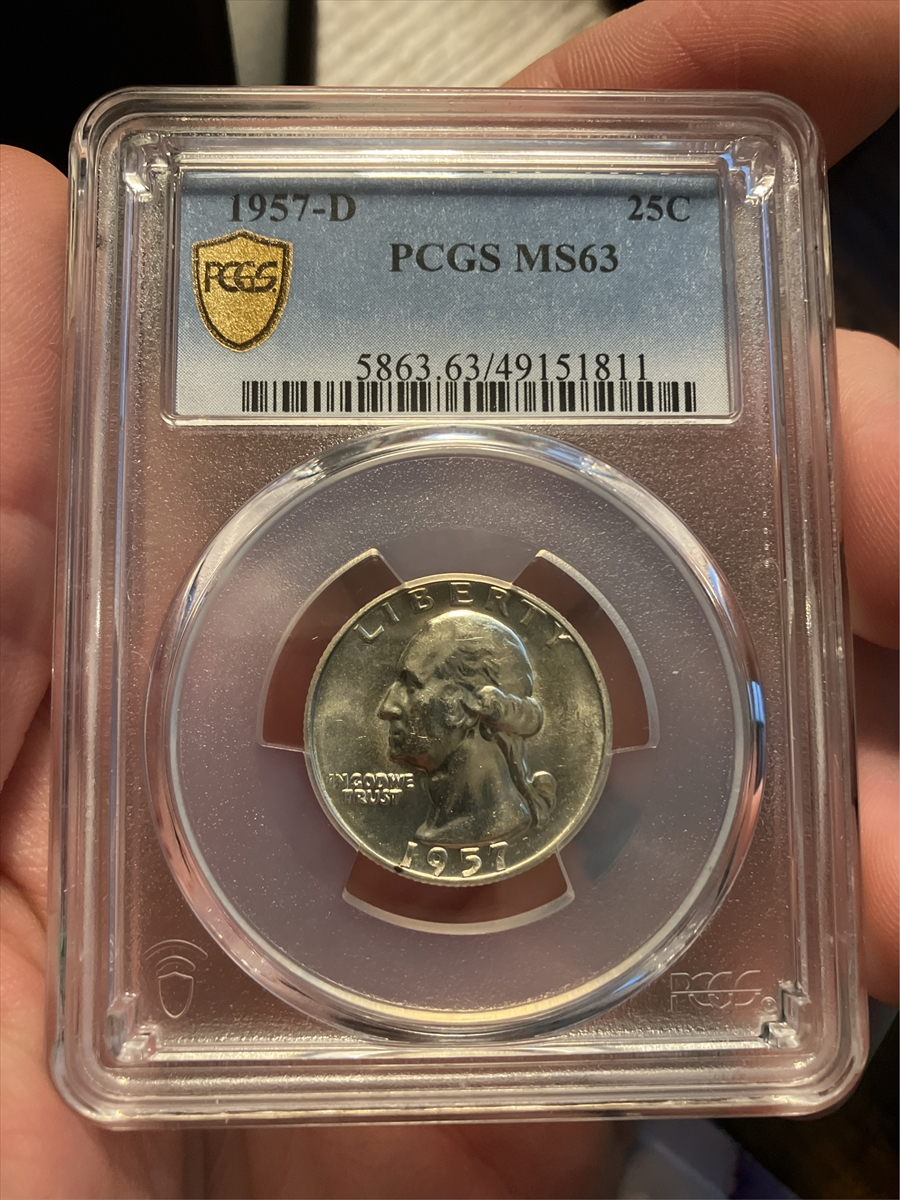 1957-D 25C
PCGS MS63
PCGS
5863.63/49151811
LIBERTY
IN GOD WE
TRUST
1957
PCGS